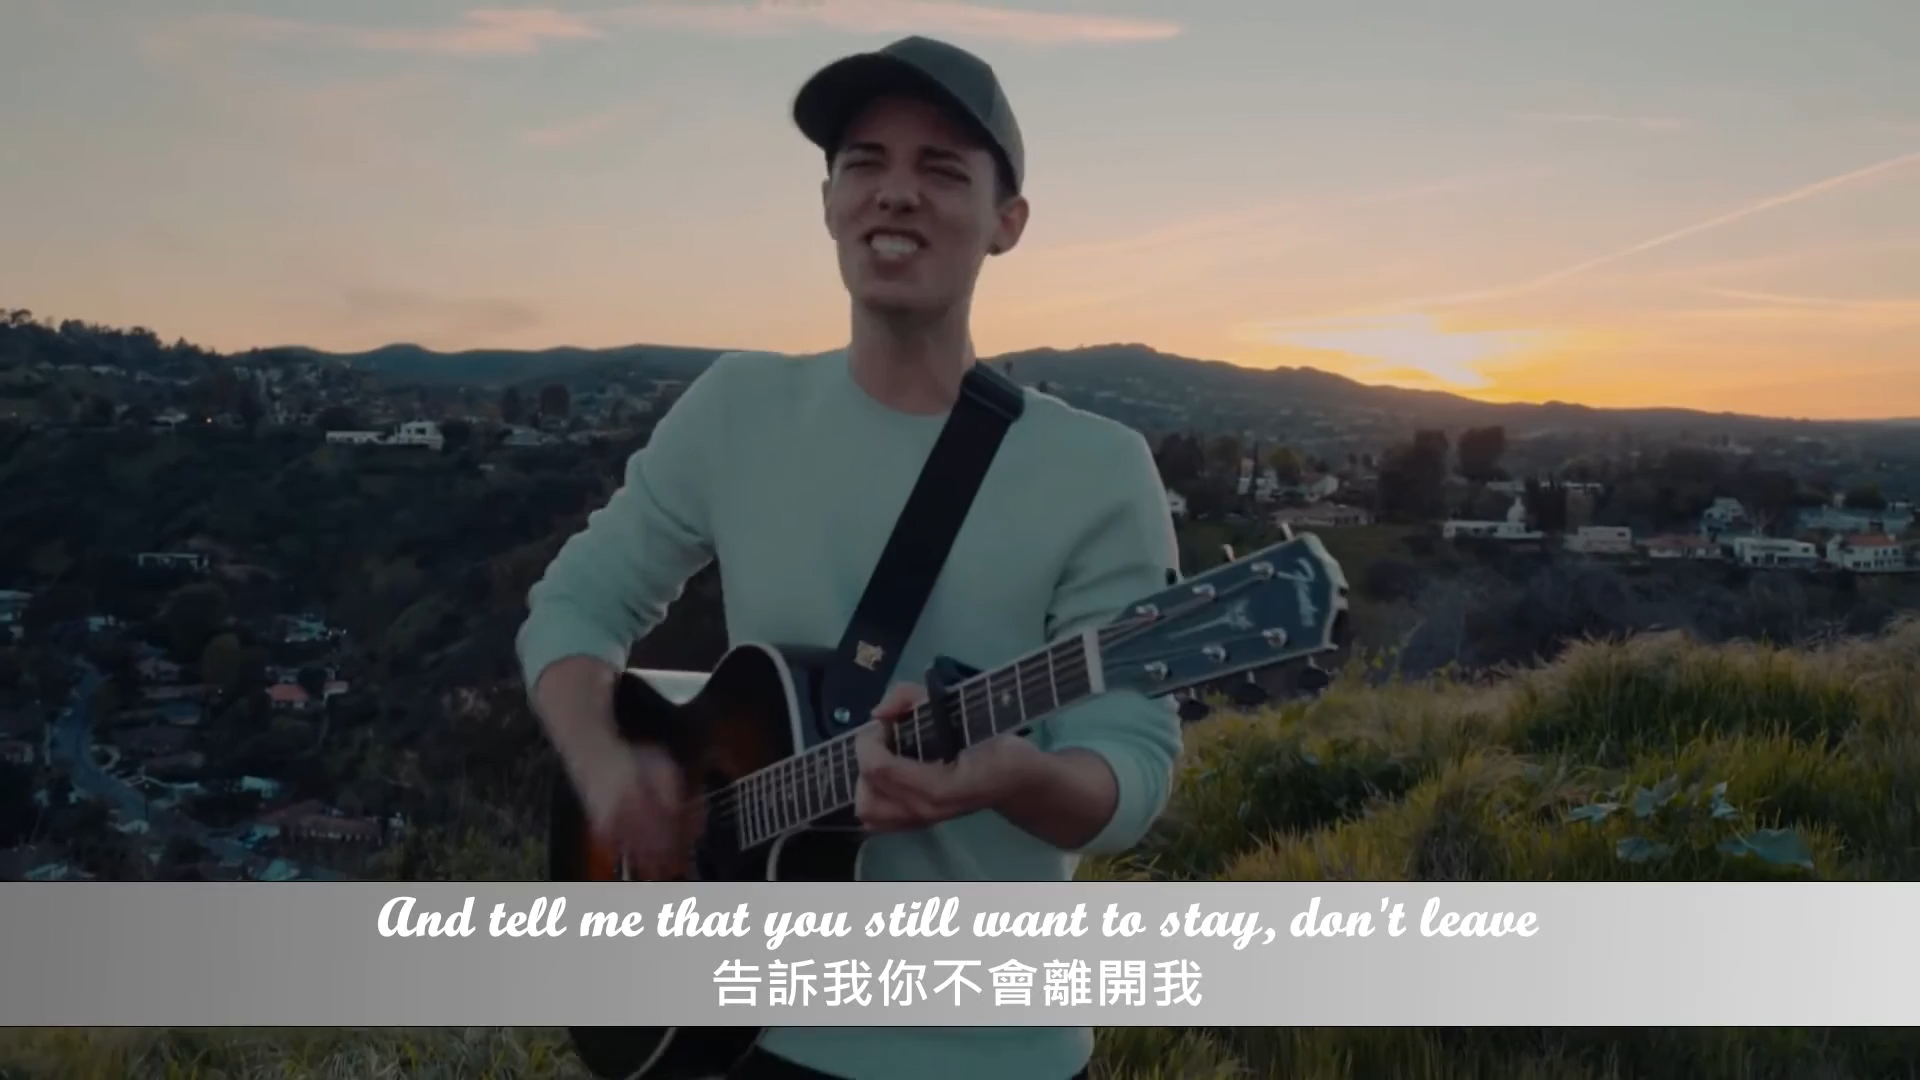 And tell me that you still want to stay, don't leave
告訴我你不會離開我